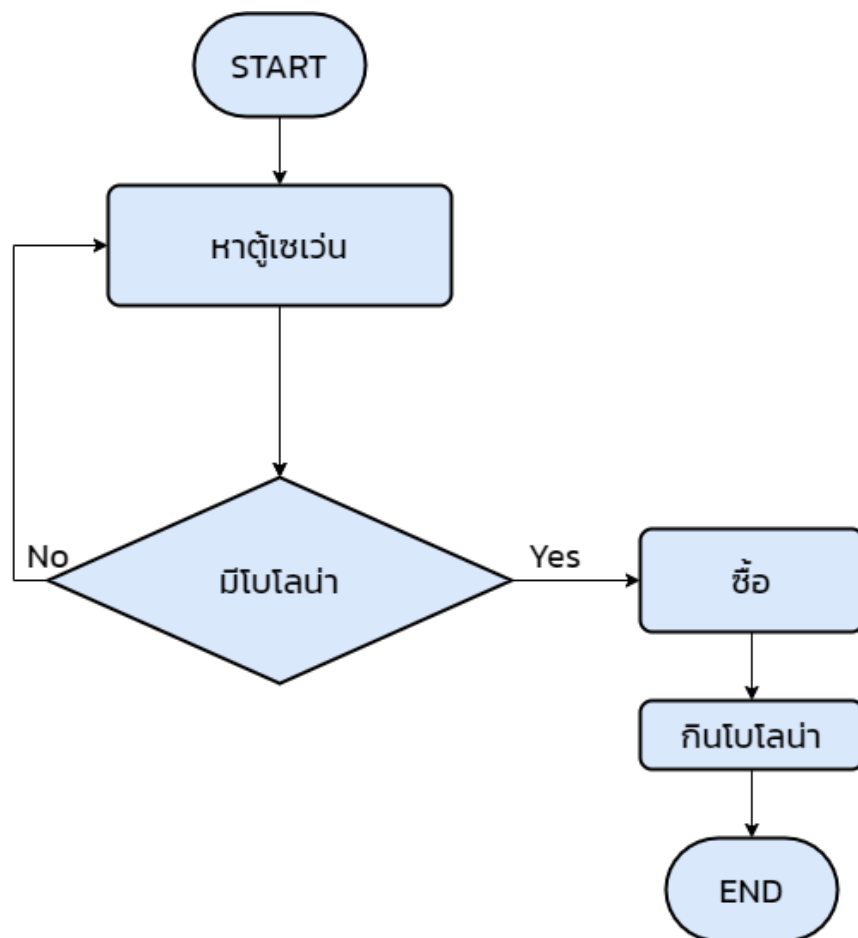 START
หาตู้เซเว่น
มีโบโลน่า
No
Yes
ซื้อ
กินโบโลน่า
END